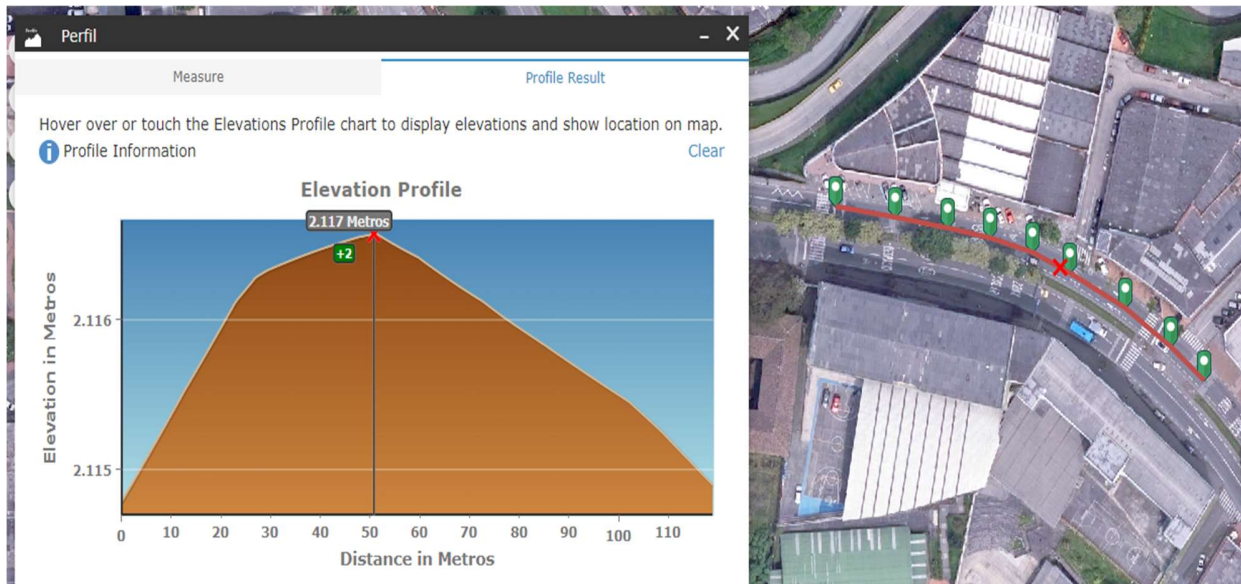 Perfil
Measure
Profile Result
Hover over or touch the Elevations Profile chart to display elevations and show location on map.
Profile Information
Clear
Elevation Profile
2.117 Metros
+2
Elevation in Metros
2.116
2.115
0 10 20 30 40 50 60 70 80 90 100 110
Distance in Metros